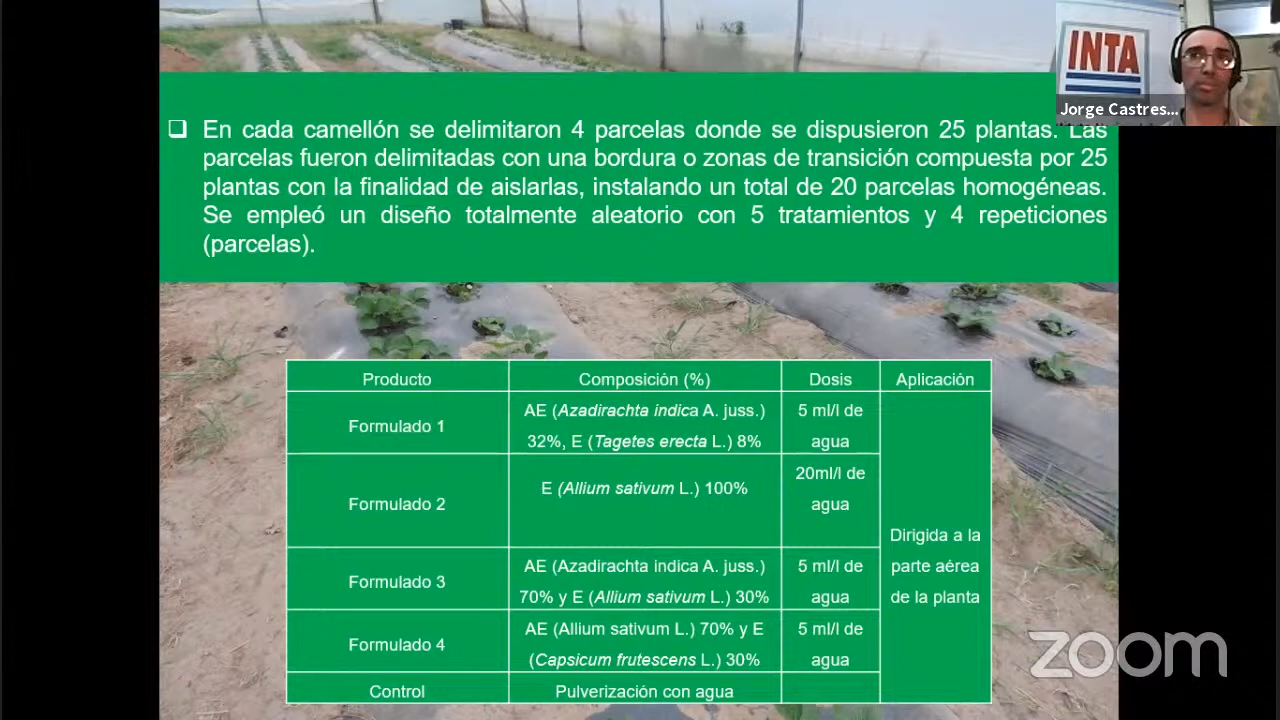 INTA
Jorge Castres...
❑ En cada camellón se delimitaron 4 parcelas donde se dispusieron 25 plantas. Las
parcelas fueron delimitadas con una bordura o zonas de transición compuesta por 25
plantas con la finalidad de aislarlas, instalando un total de 20 parcelas homogéneas.
Se empleó un diseño totalmente aleatorio con 5 tratamientos y 4 repeticiones
(parcelas).
Producto Composición (%) Dosis Aplicación
Formulado 1
AE (Azadirachta indica A. juss.)
32%, E (Tagetes erecta L.) 8%
5 ml/l de
agua
Formulado 2
E (Allium sativum L.) 100%
20ml/l de
agua
Formulado 3
AE (Azadirachta indica A. juss.)
70% y E (Allium sativum L.) 30%
5 ml/l de
agua
Formulado 4
AE (Allium sativum L.) 70% y E
(Capsicum frutescens L.) 30%
5 ml/l de
agua
Control Pulverización con agua
Dirigida a la
parte aérea
de la planta
zoom